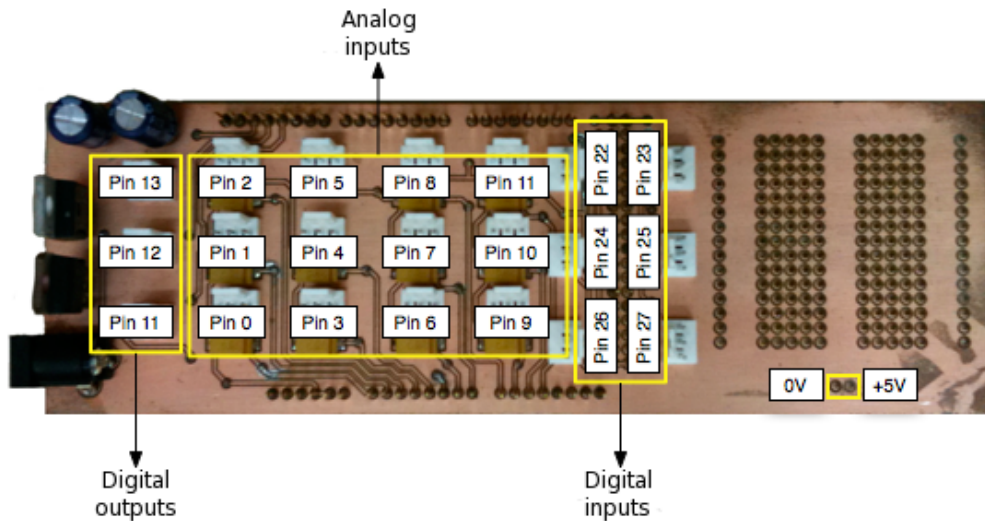 Analog
inputs
Pin 13
Pin 2
Pin 5
Pin 8
Pin 11
Pin 22
Pin 23
Pin 12
Pin 1
Pin 4
Pin 7
Pin 10
Pin 24
Pin 25
Pin 11
Pin 0
Pin 3
Pin 6
Pin 9
Pin 26
Pin 27
0V
+5V
Digital
outputs
Digital
inputs